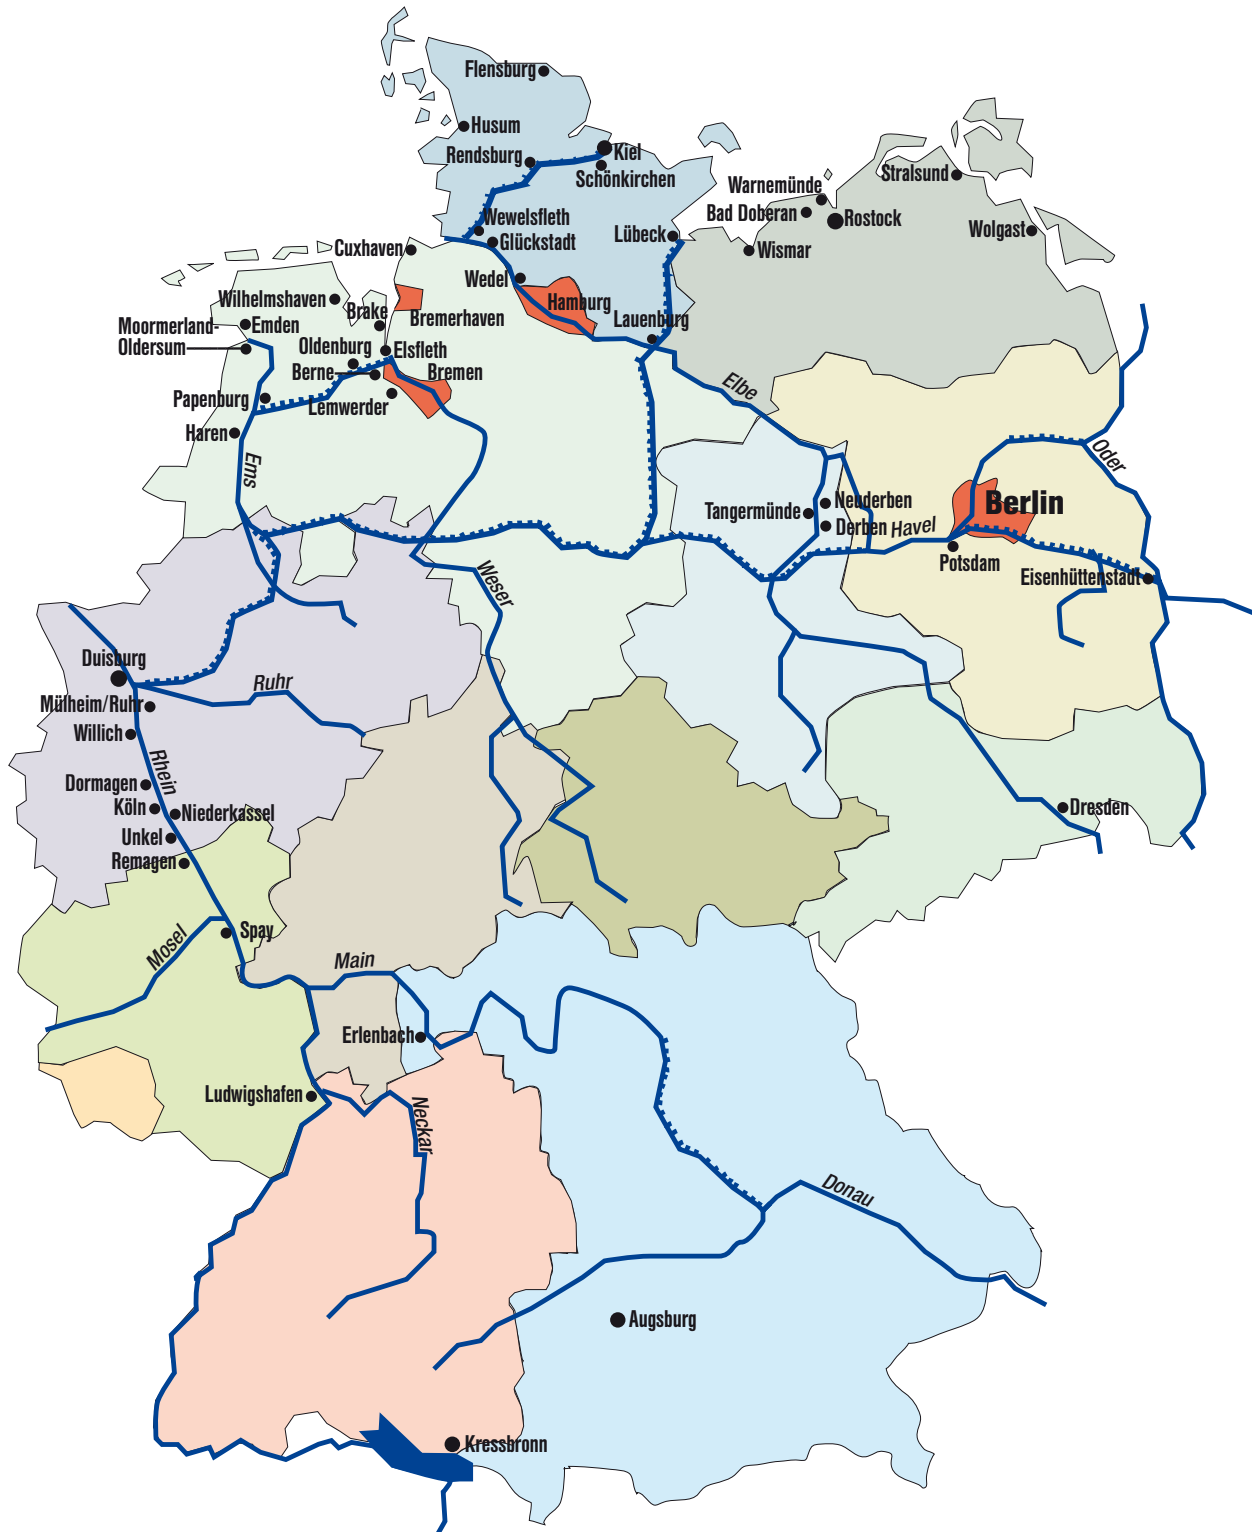 Flensburg
Husum
Kiel
Rendsburg
Schönkirchen
Stralsund
Warnemünde
Bad Doberan
Rostock
Wewelsfleth
Glückstadt
Lübeck
Wolgast
Cuxhaven
Wismar
Wedel
Wilhelmshaven
Hamburg
Brake
Bremerhaven
Moormerland-
Oldersum
Emden
Lauenburg
Oldenburg
Elsfleth
Berne
Bremen
Elbe
Papenburg
Lemwerder
Haren
Ems
Oder
Neuderben
Berlin
Tangermünde
Derben
Havel
Potsdam
Weser
Eisenhüttenstadt
Duisburg
Ruhr
Mülheim/Ruhr
Willich
Rhein
Dormagen
Köln
Niederkassel
Dresden
Unkel
Remagen
Mosel
Spay
Main
Erlenbach
Ludwigshafen
Neckar
Donau
Augsburg
Kressbronn